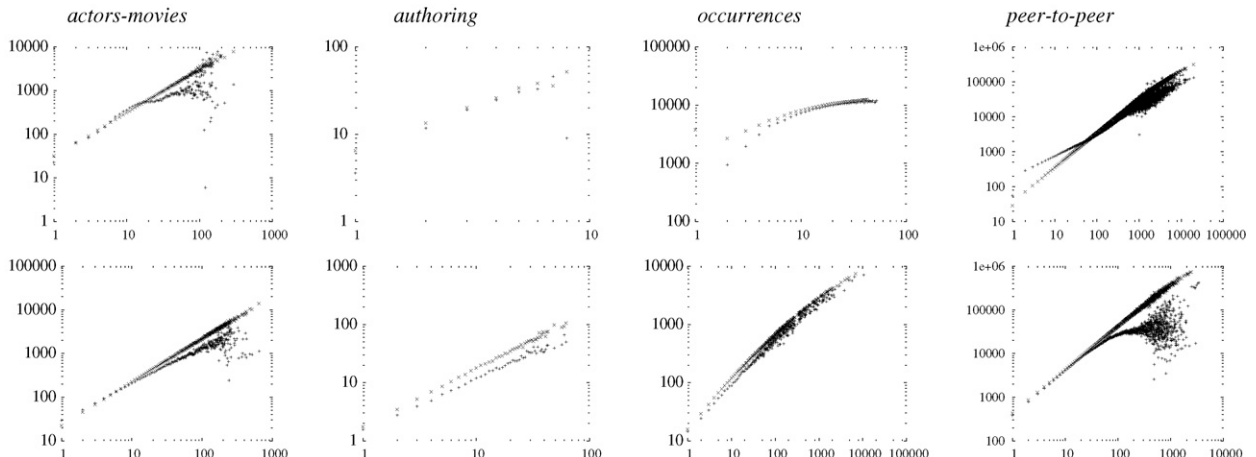 actors-movies authoring occurrences peer-to-peer
10000 100 100000 1e+06
100000
1000 10000 10000
100 10 1000
1000
10 100
1 1 100 10
1 10 100 1000 1 10 1 10 100 1 10 100 1000 10000 100000
100000 1000 10000 1e+06
10000 100 1000 100000
1000 10000
100 10 100 1000
10 1 10 100
1 10 100 1000 1 10 100 1 10 100 1000 10000 100000 1 10 100 1000 10000